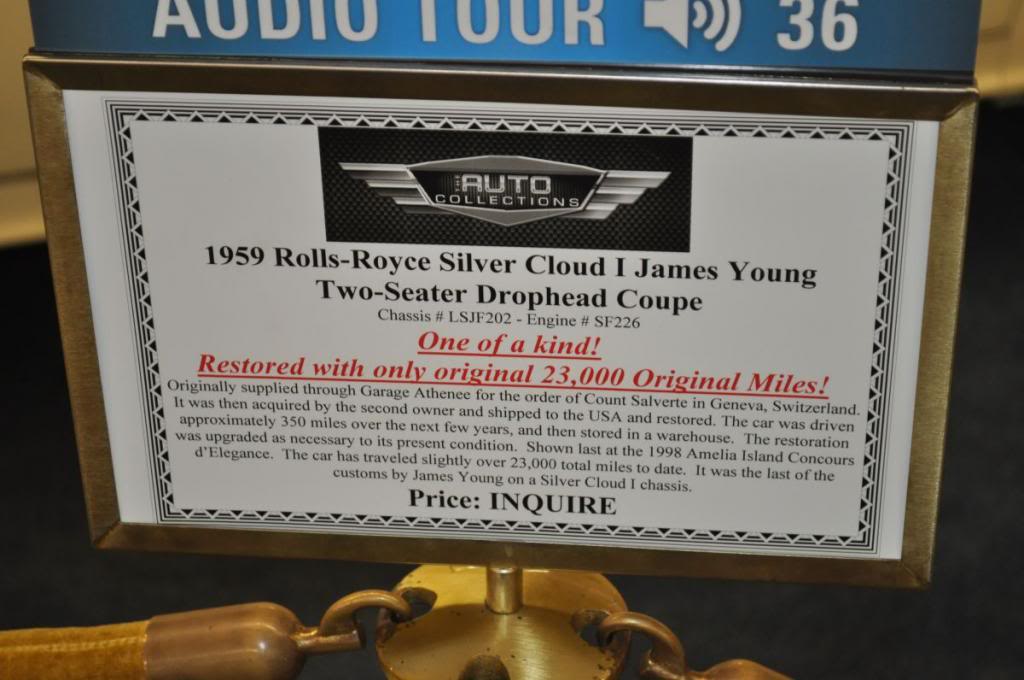 AUDIO TOUR 36
THE AUTO
COLLECTIONS
1959 Rolls-Royce Silver Cloud I James Young
Two-Seater Drophead Coupe
Chassis # LSJF202 - Engine # SF226
One of a kind!
Restored with only original 23,000 Original Miles!
Originally supplied through Garage Athenee for the order of Count Salverte in Geneva, Switzerland.
It was then acquired by the second owner and shipped to the USA and restored. The car was driven
approximately 350 miles over the next few years, and then stored in a warehouse. The restoration
was upgraded as necessary to its present condition. Shown last at the 1998 Amelia Island Concours
d'Elegance. The car has traveled slightly over 23,000 total miles to date. It was the last of the
customs by James Young on a Silver Cloud I chassis.
Price: INQUIRE